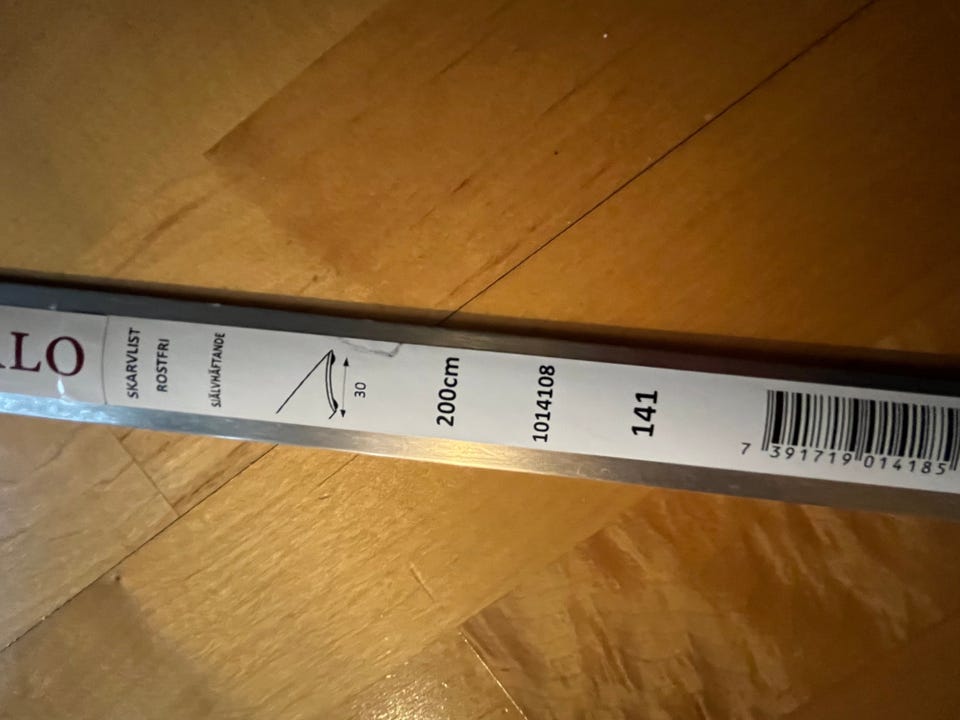 LO
SKARVLIST
ROSTFRI
SJÄLVHÄFTANDE
30
200cm
1014108
141
7 391719 014185